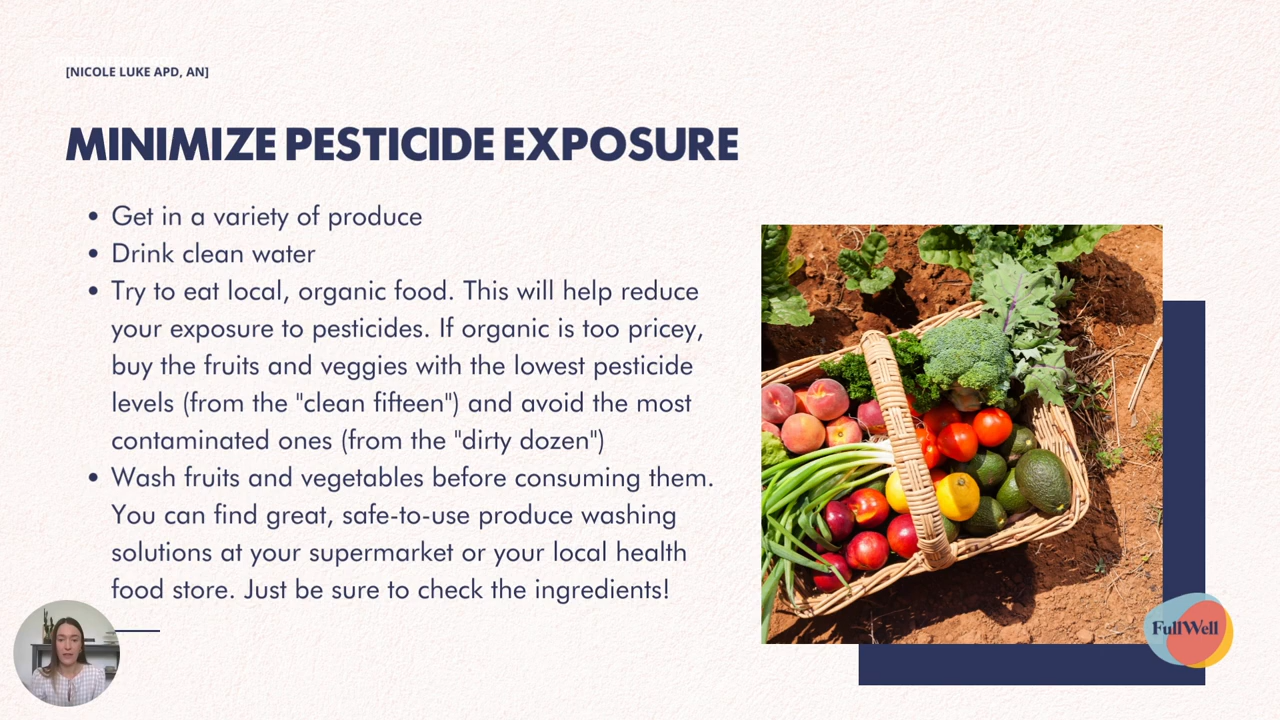 [NICOLE LUKE APD, AN]
MINIMIZE PESTICIDE EXPOSURE
• Get in a variety of produce
• Drink clean water
• Try to eat local, organic food. This will help reduce
your exposure to pesticides. If organic is too pricey,
buy the fruits and veggies with the lowest pesticide
levels (from the "clean fifteen") and avoid the most
contaminated ones (from the "dirty dozen")
• Wash fruits and vegetables before consuming them.
You can find great, safe-to-use produce washing
solutions at your supermarket or your local health
food store. Just be sure to check the ingredients!
FullWell